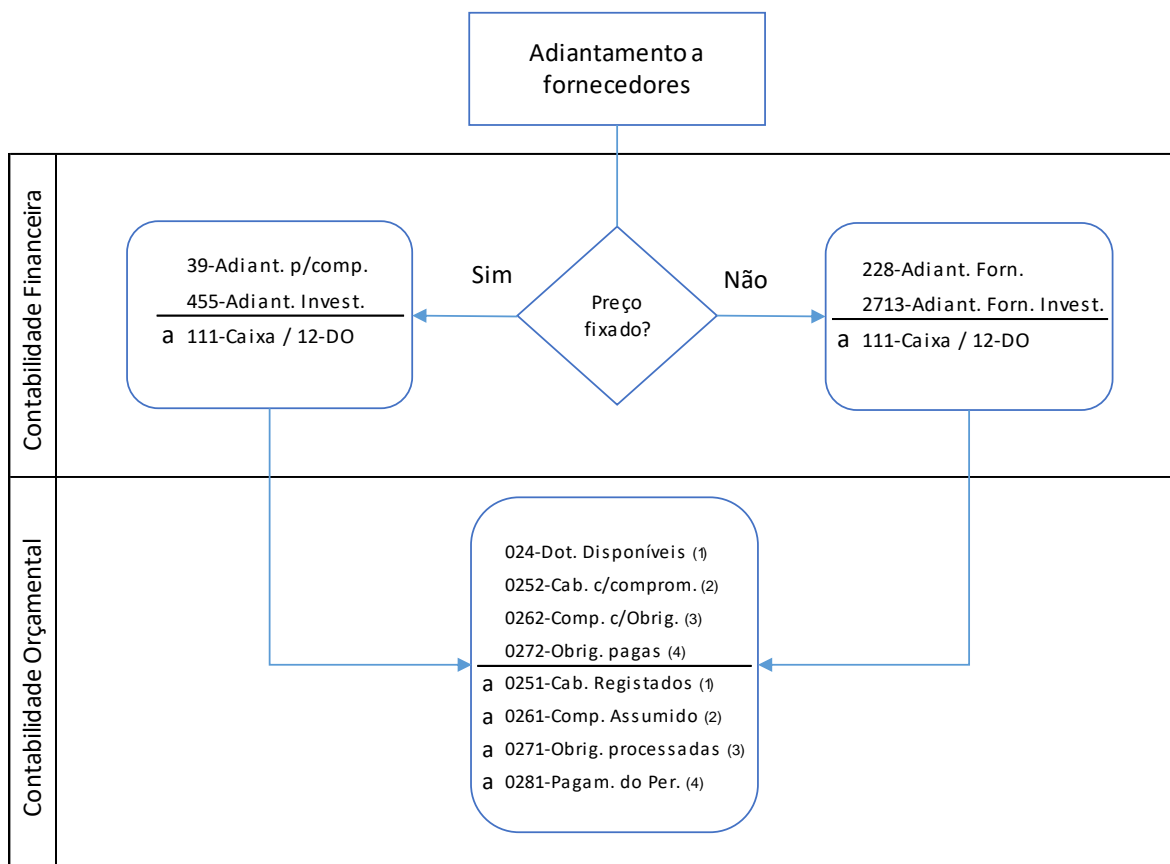 Adiantamento a
fornecedores
Contabilidade Financeira
39-Adiant. p/comp.
455-Adiant. Invest.
a 111-Caixa / 12-DO
Sim
Preço
fixado?
Não
228-Adiant. Forn.
2713-Adiant. Forn. Invest.
a 111-Caixa / 12-DO
Contabilidade Orçamental
024-Dot. Disponíveis (1)
0252-Cab. c/comprom. (2)
0262-Comp. c/Obrig. (3)
0272-Obrig. pagas (4)
a 0251-Cab. Registados (1)
a 0261-Comp. Assumido (2)
a 0271-Obrig. processadas (3)
a 0281-Pagam. do Per. (4)